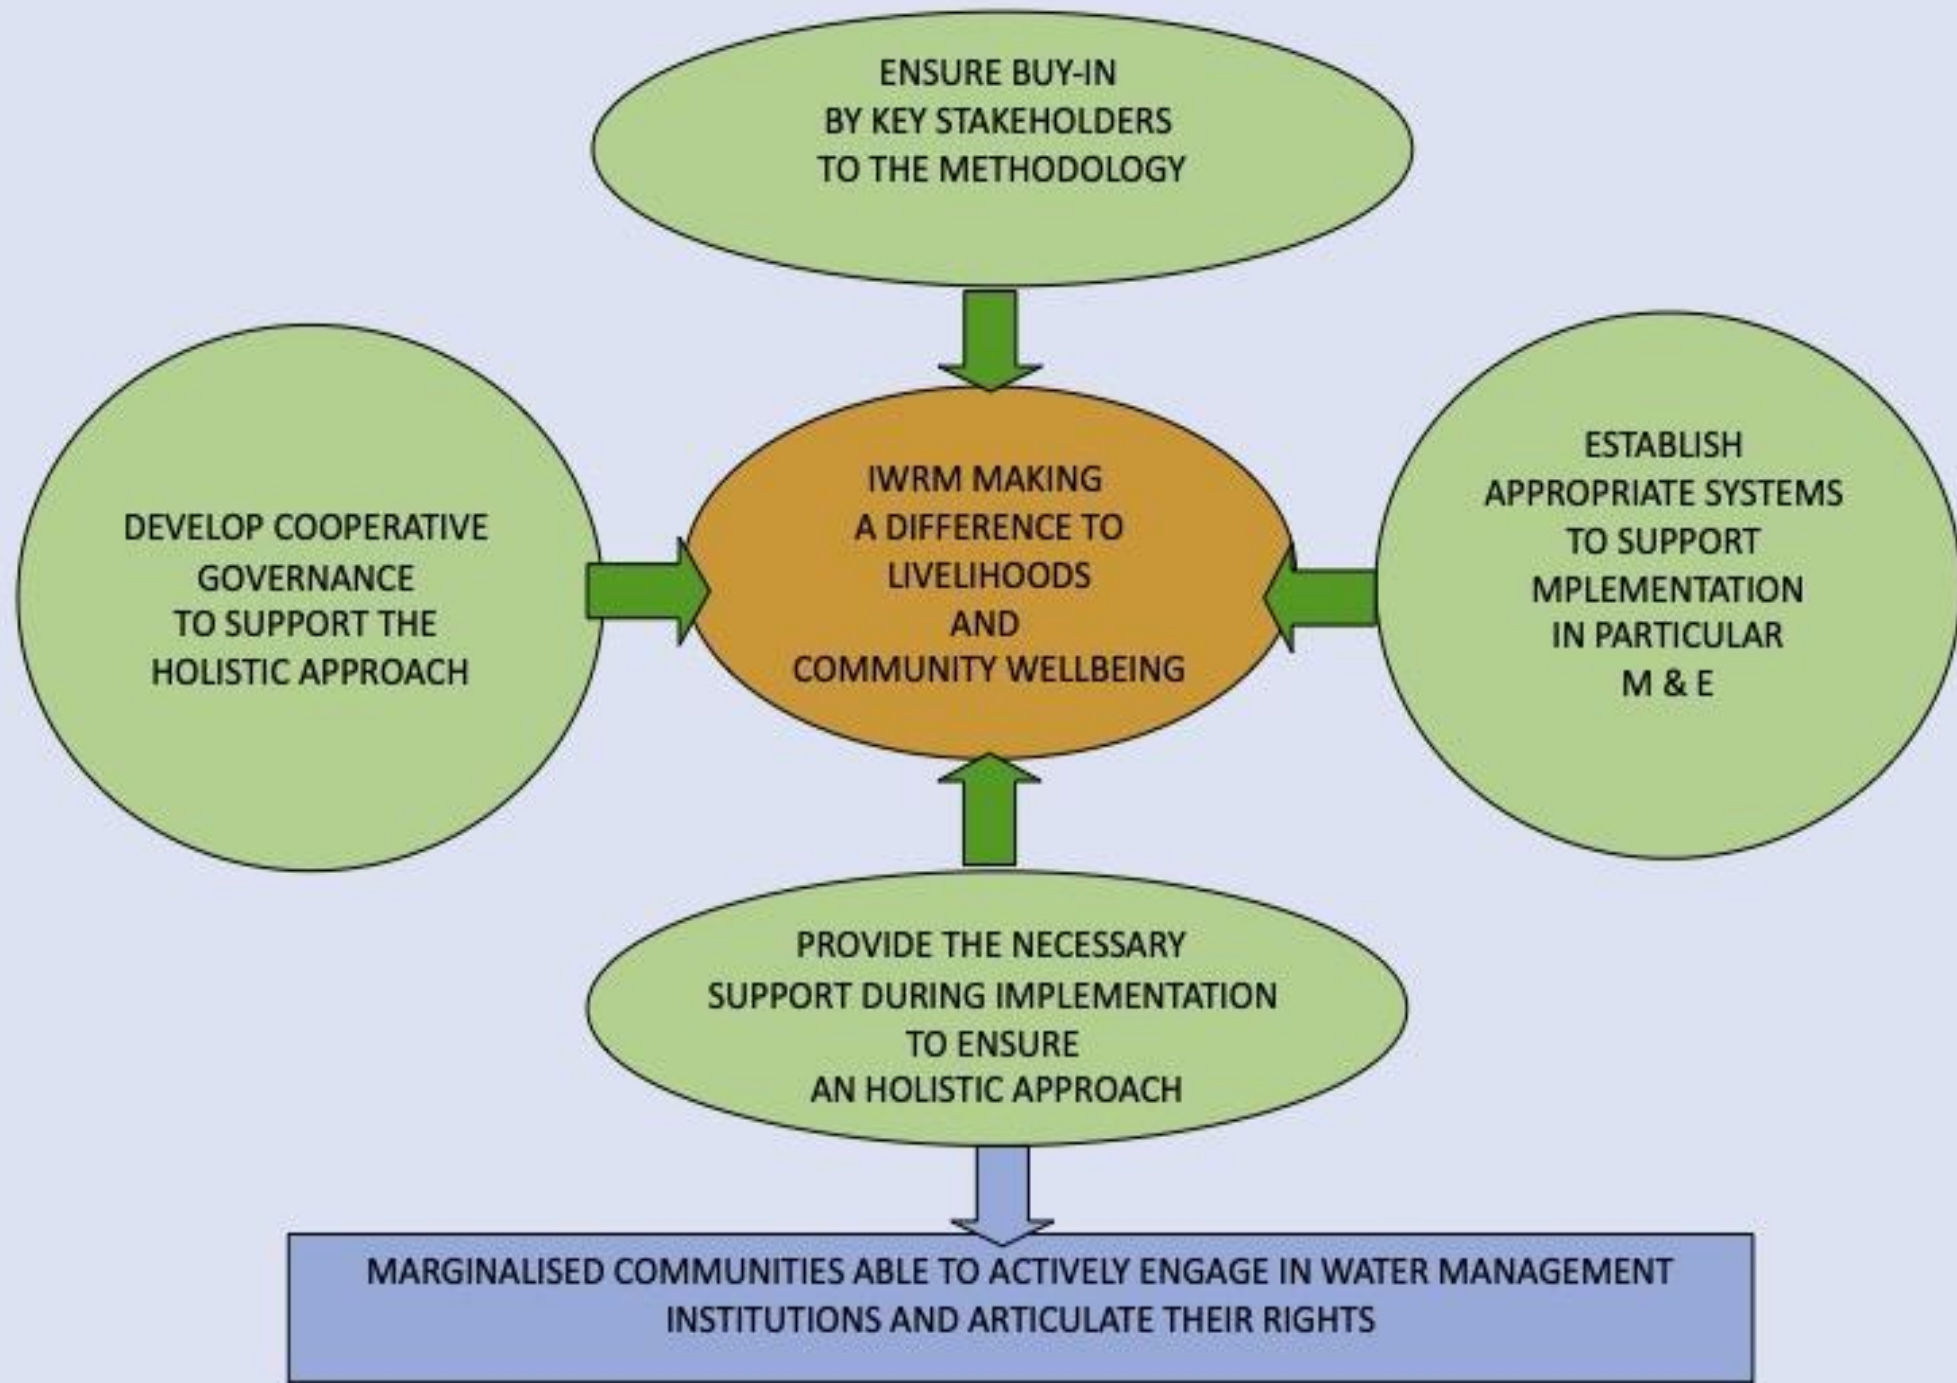 ENSURE BUY-IN
BY KEY STAKEHOLDERS
TO THE METHODOLOGY
DEVELOP COOPERATIVE
GOVERNANCE
TO SUPPORT THE
HOLISTIC APPROACH
IWRM MAKING
A DIFFERENCE TO
LIVELIHOODS
AND
COMMUNITY WELLBEING
ESTABLISH
APPROPRIATE SYSTEMS
TO SUPPORT
MPLEMENTATION
IN PARTICULAR
M & E
PROVIDE THE NECESSARY
SUPPORT DURING IMPLEMENTATION
TO ENSURE
AN HOLISTIC APPROACH
MARGINALISED COMMUNITIES ABLE TO ACTIVELY ENGAGE IN WATER MANAGEMENT
INSTITUTIONS AND ARTICULATE THEIR RIGHTS